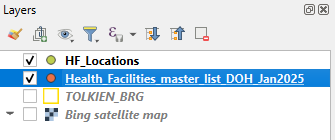 Layers
HF_Locations
Health_Facilities_master_list_DOH_Jan2025
TOLKIEN_BRG
Bing satellite map